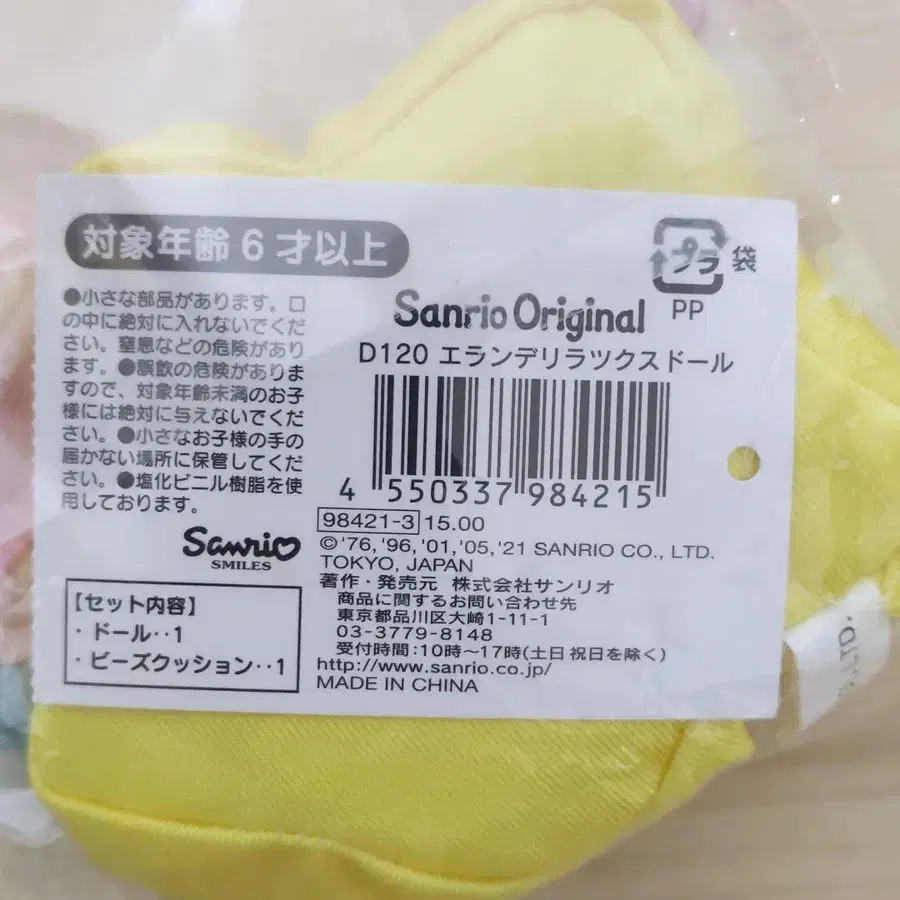 対象年齢6才以上
●小さな部品があります。口
の中に絶対に入れないでくだ
さい。窒息などの危険があり
ます。●誤飲の危険がありま
すので、対象年齢未満のお子
様には絶対に与えないでくだ
さい。●小さなお子様の手の
届かない場所に保管してくだ
さい。●塩化ビニル樹脂を使
用しております。
Sanrio
SMILES
【セット内容】
・ドール‥1
・ビーズクッション‥1
プラ 袋
PP
Sanrio Original
D120 エランデリラックスドール
4 550337 984215
98421-3 15.00
©'76,'96,'01,'05,'21 SANRIO CO., LTD.
TOKYO, JAPAN
著作・発売元 株式会社サンリオ
商品に関するお問い合わせ先
東京都品川区大崎1-11-1
03-3779-8148
受付時間:10時～17時(土日祝日を除く)
http://www.sanrio.co.jp/
MADE IN CHINA
LTD.